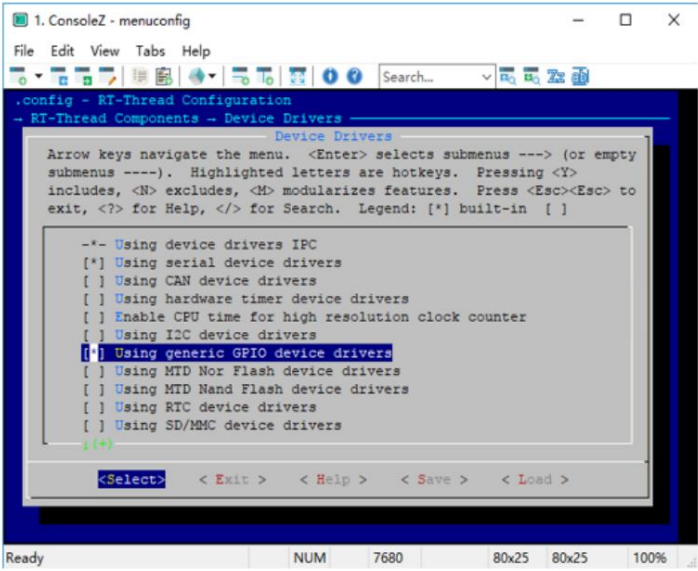 1. ConsoleZ - menuconfig
File Edit View Tabs Help
Search...
.config - RT-Thread Configuration
→ RT-Thread Components → Device Drivers
Device Drivers
Arrow keys navigate the menu. <Enter> selects submenus ---> (or empty
submenus ----). Highlighted letters are hotkeys. Pressing <Y>
includes, <N> excludes, <M> modularizes features. Press <Esc><Esc> to
exit, <?> for Help, </> for Search. Legend: [*] built-in [ ]
-*- Using device drivers IPC
[*] Using serial device drivers
[ ] Using CAN device drivers
[ ] Using hardware timer device drivers
[ ] Enable CPU time for high resolution clock counter
[ ] Using I2C device drivers
[*] Using generic GPIO device drivers
[ ] Using MTD Nor Flash device drivers
[ ] Using MTD Nand Flash device drivers
[ ] Using RTC device drivers
[ ] Using SD/MMC device drivers
↓(+)
<Select> < Exit > < Help > < Save > < Load >
Ready NUM 7680 80x25 80x25 100%